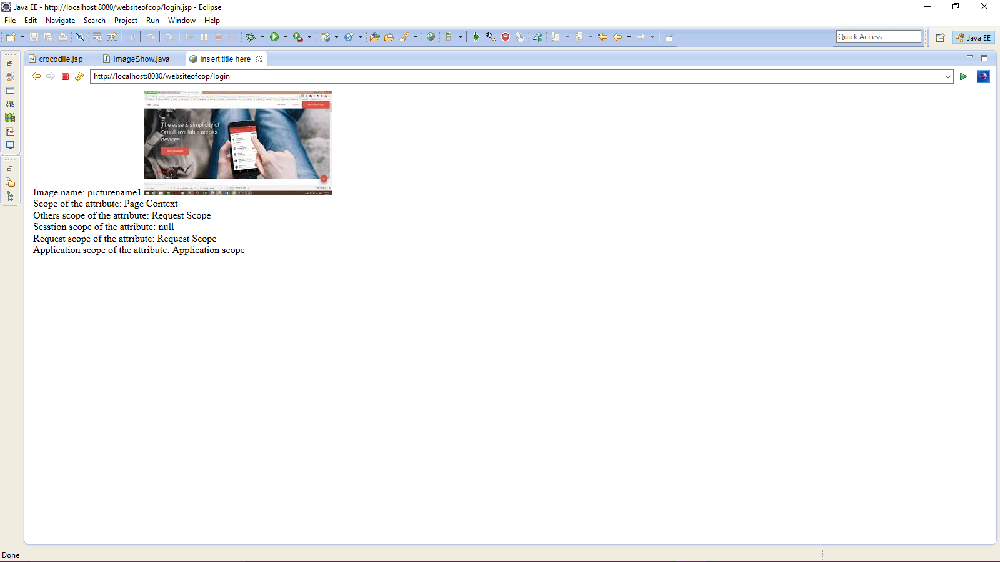 Java EE - http://localhost:8080/websiteofcop/login.jsp - Eclipse
File Edit Navigate Search Project Run Window Help
Quick Access
Java EE
crocodile.jsp ImageShow.java Insert title here
http://localhost:8080/websiteofcop/login
Gmail
The ease & simplicity of
Gmail, available across
devices
Image name: picturename1
Scope of the attribute: Page Context
Others scope of the attribute: Request Scope
Sesstion scope of the attribute: null
Request scope of the attribute: Request Scope
Application scope of the attribute: Application scope
Done